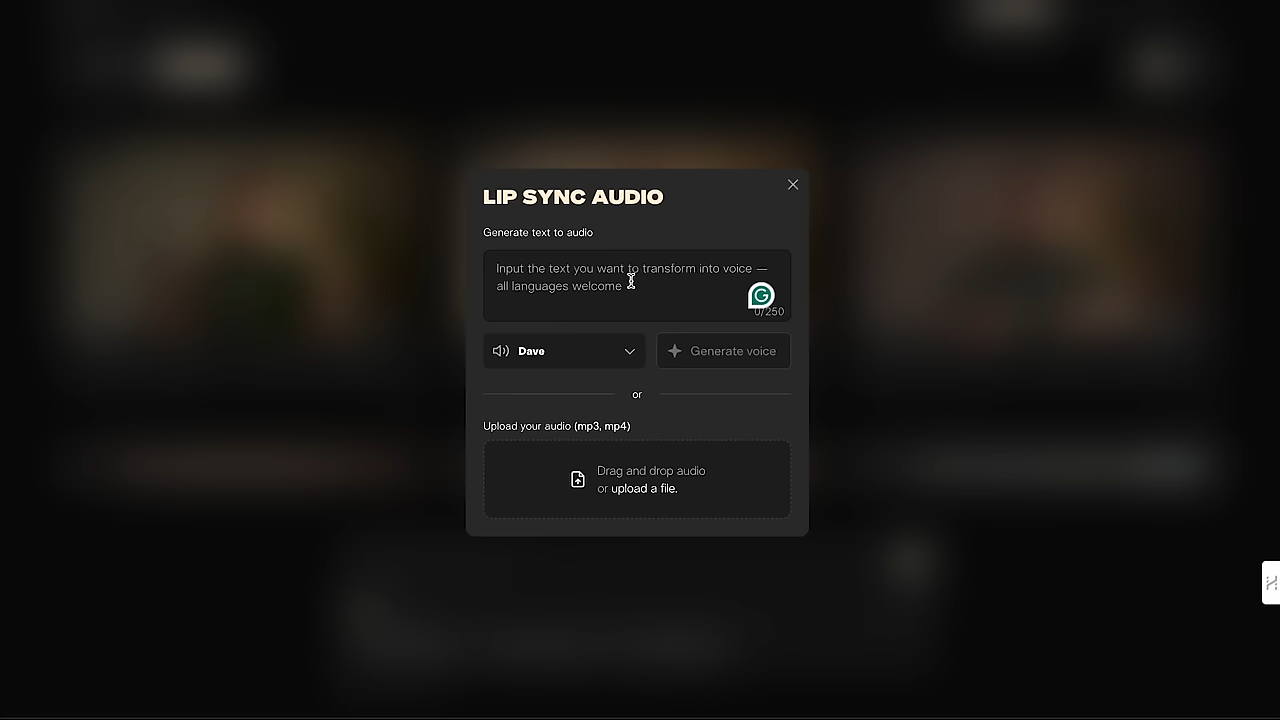 LIP SYNC AUDIO
Generate text to audio
Input the text you want to transform into voice —
all languages welcome
0/250
Dave
Generate voice
or
Upload your audio (mp3, mp4)
Drag and drop audio
or upload a file.